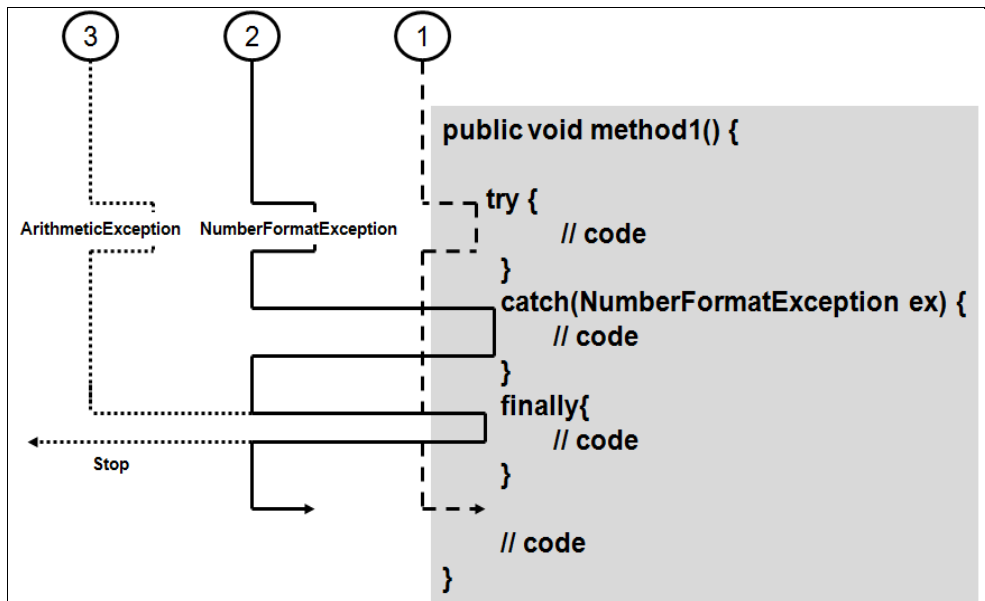 3 2 1
public void method1() {
try {
ArithmeticException NumberFormatException
// code
}
catch(NumberFormatException ex) {
// code
}
finally{
// code
Stop
}
// code
}